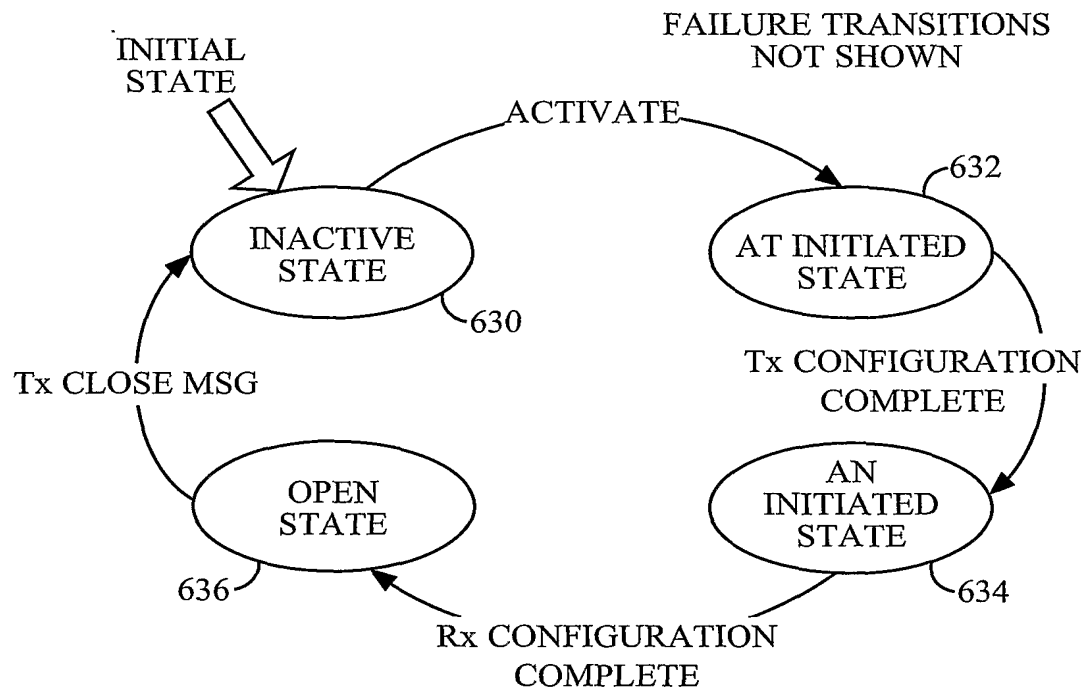 INITIAL
STATE
FAILURE TRANSITIONS
NOT SHOWN
ACTIVATE
632
INACTIVE
STATE
AT INITIATED
STATE
630
Tx CLOSE MSG
Tx CONFIGURATION
COMPLETE
OPEN
STATE
AN
INITIATED
STATE
636
634
Rx CONFIGURATION
COMPLETE